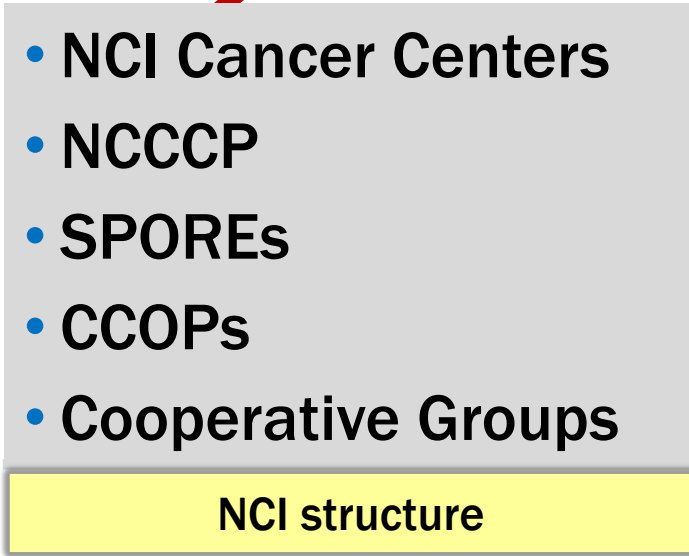 • NCI Cancer Centers
• NCCCP
• SPOREs
• CCOPs
• Cooperative Groups
NCI structure